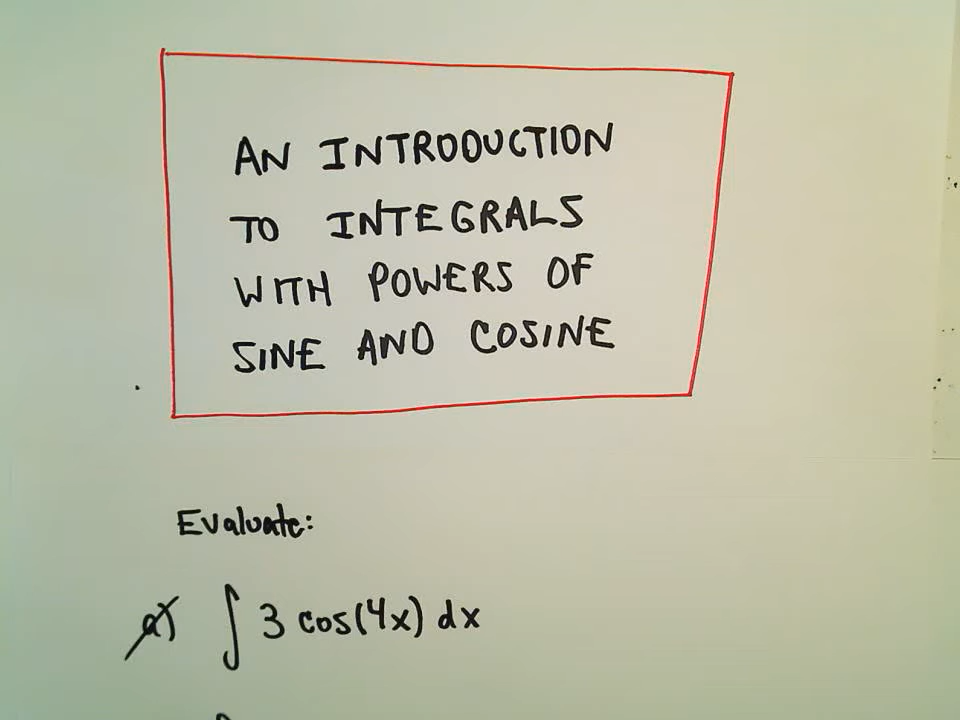 AN INTRODUCTION
TO INTEGRALS
WITH POWERS OF
SINE AND COSINE
Evaluate:
a) ∫ 3 cos(4x) dx